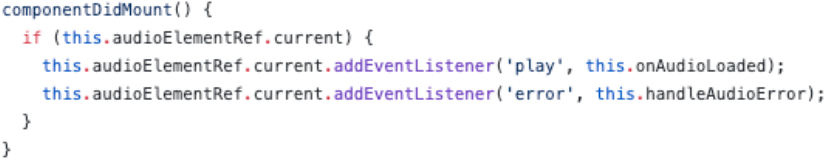 componentDidMount() {
  if (this.audioElementRef.current) {
    this.audioElementRef.current.addEventListener('play', this.onAudioLoaded);
    this.audioElementRef.current.addEventListener('error', this.handleAudioError);
  }
}